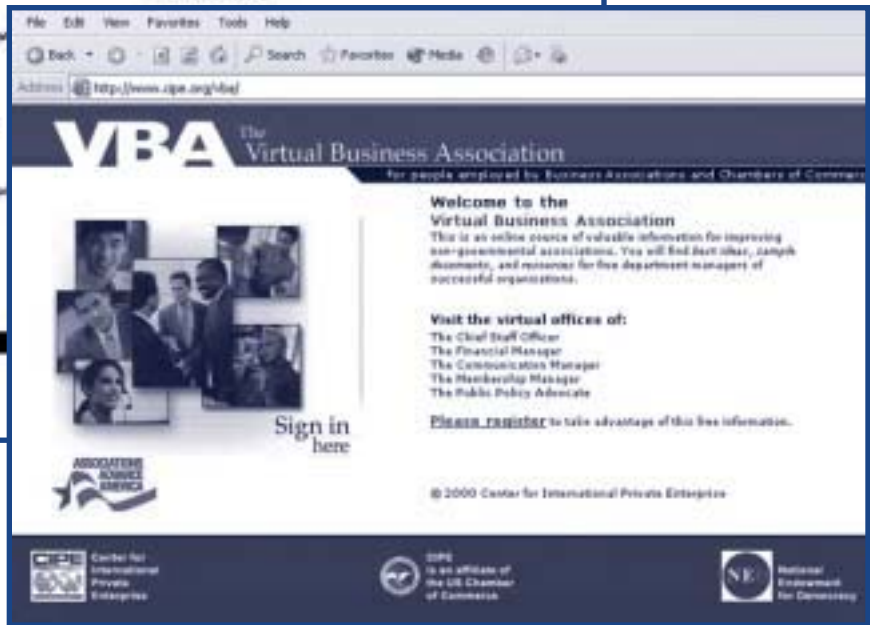 File Edit View Favorites Tools Help
Back Search Favorites Media
Address http://www.cipe.org/vba/
VBA The
Virtual Business Association
for people employed by Business Associations and Chambers of Commerc
Welcome to the
Virtual Business Association
This is an online source of valuable information for improving
non-governmental associations. You will find best ideas, sample
documents, and resources for five department managers of
successful organizations.
Visit the virtual offices of:
The Chief Staff Officer
The Financial Manager
The Communication Manager
The Membership Manager
The Public Policy Advocate
Please register to take advantage of this free information.
Sign in
here
ASSOCIATIONS
ADVANCE
AMERICA
© 2000 Center for International Private Enterprise
CIPE
Center for
International
Private
Enterprise
CIPE
is an affiliate of
the US Chamber
of Commerce
NE
National
Endowment
for Democracy